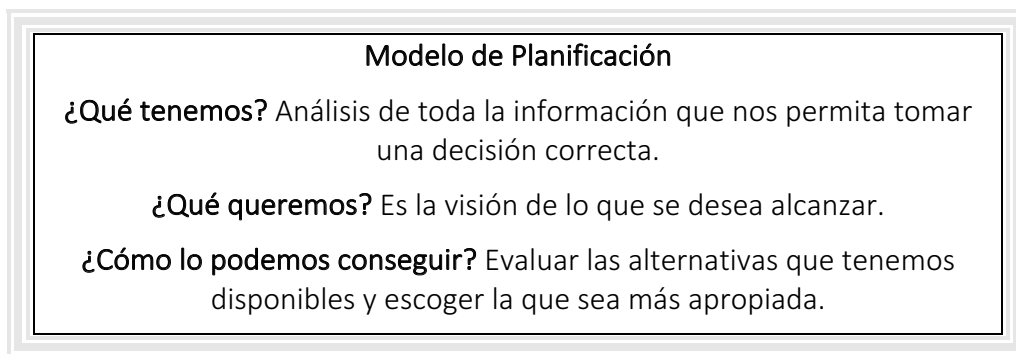 Modelo de Planificación
¿Qué tenemos? Análisis de toda la información que nos permita tomar
una decisión correcta.
¿Qué queremos? Es la visión de lo que se desea alcanzar.
¿Cómo lo podemos conseguir? Evaluar las alternativas que tenemos
disponibles y escoger la que sea más apropiada.